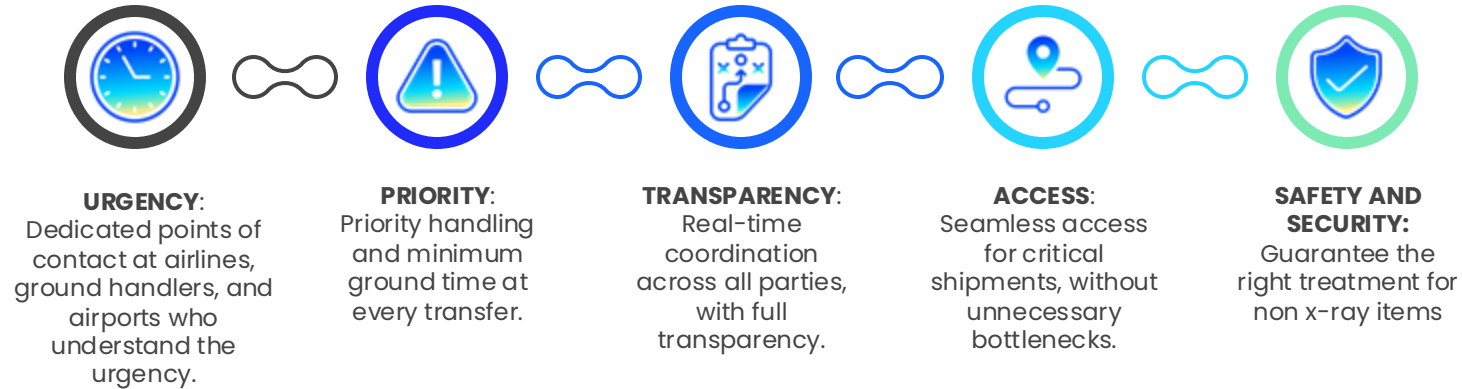 URGENCY:
Dedicated points of
contact at airlines,
ground handlers, and
airports who
understand the
urgency.
PRIORITY:
Priority handling
and minimum
ground time at
every transfer.
TRANSPARENCY:
Real-time
coordination
across all parties,
with full
transparency.
ACCESS:
Seamless access
for critical
shipments, without
unnecessary
bottlenecks.
SAFETY AND
SECURITY:
Guarantee the
right treatment for
non x-ray items